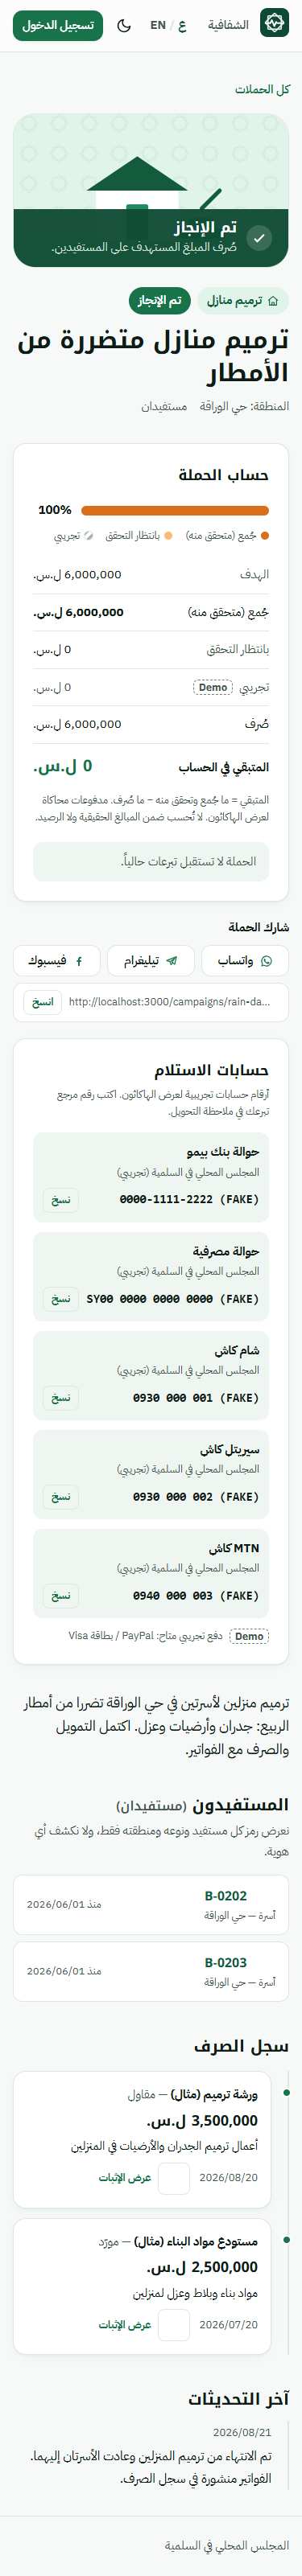 الشفافية
ع / EN
تسجيل الدخول
كل الحملات
تم الإنجاز
صُرف المبلغ المستهدف على المستفيدين.
ترميم منازل
تم الإنجاز
ترميم منازل متضررة من
الأمطار
المنطقة: حي الوراقة مستفيدان
حساب الحملة
100%
جُمع (متحقق منه)
بانتظار التحقق
تجريبي
الهدف 6,000,000 ل.س.
جُمع (متحقق منه) 6,000,000 ل.س.
بانتظار التحقق 0 ل.س.
تجريبي Demo 0 ل.س.
صُرف 6,000,000 ل.س.
المتبقي في الحساب 0 ل.س.
المتبقي = ما جُمع وتحقق منه − ما صُرف. مدفوعات محاكاة
لعرض الهاكاثون. لا تُحسب ضمن المبالغ الحقيقية ولا الرصيد.
الحملة لا تستقبل تبرعات حالياً.
شارك الحملة
واتساب
تيليغرام
فيسبوك
http://localhost:3000/campaigns/rain-da...
انسخ
حسابات الاستلام
أرقام حسابات تجريبية لعرض الهاكاثون. اكتب رقم مرجع
تبرعك في ملاحظة التحويل.
حوالة بنك بيمو
المجلس المحلي في السلمية (تجريبي)
0000-1111-2222 (FAKE)
نسخ
حوالة مصرفية
المجلس المحلي في السلمية (تجريبي)
SY00 0000 0000 0000 (FAKE)
نسخ
شام كاش
المجلس المحلي في السلمية (تجريبي)
0930 000 001 (FAKE)
نسخ
سيريتل كاش
المجلس المحلي في السلمية (تجريبي)
0930 000 002 (FAKE)
نسخ
MTN كاش
المجلس المحلي في السلمية (تجريبي)
0940 000 003 (FAKE)
نسخ
Demo دفع تجريبي متاح: PayPal / بطاقة Visa
ترميم منزلين لأسرتين في حي الوراقة تضررا من أمطار
الربيع: جدران وأرضيات وعزل. اكتمل التمويل
والصرف مع الفواتير.
المستفيدون (مستفيدان)
نعرض رمز كل مستفيد ونوعه ومنطقته فقط، ولا نكشف أي
هوية.
B-0202
أسرة — حي الوراقة
منذ 2026/06/01
B-0203
أسرة — حي الوراقة
منذ 2026/06/01
سجل الصرف
ورشة ترميم (مثال) — مقاول
3,500,000 ل.س.
أعمال ترميم الجدران والأرضيات في المنزلين
2026/08/20
عرض الإثبات
مستودع مواد البناء (مثال) — مورّد
2,500,000 ل.س.
مواد بناء وبلاط وعزل لمنزلين
2026/07/20
عرض الإثبات
آخر التحديثات
2026/08/21
تم الانتهاء من ترميم المنزلين وعادت الأسرتان إليهما.
الفواتير منشورة في سجل الصرف.
المجلس المحلي في السلمية